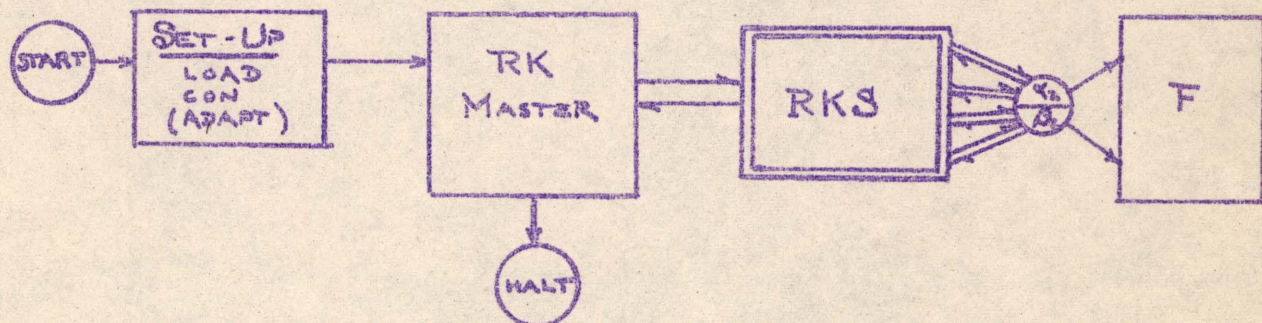 START
SET-UP
LOAD
CON
(ADAPT)
RK
MASTER
RKS
F
HALT